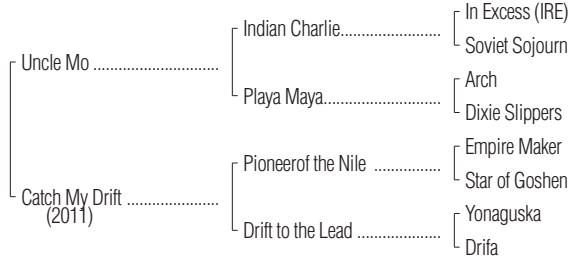 In Excess (IRE)
Indian Charlie......................
Soviet Sojourn
Uncle Mo ............................
Arch
Playa Maya..........................
Dixie Slippers
Empire Maker
Pioneerof the Nile ...............
Star of Goshen
Catch My Drift ....................
(2011)
Yonaguska
Drift to the Lead ...................
Drifa